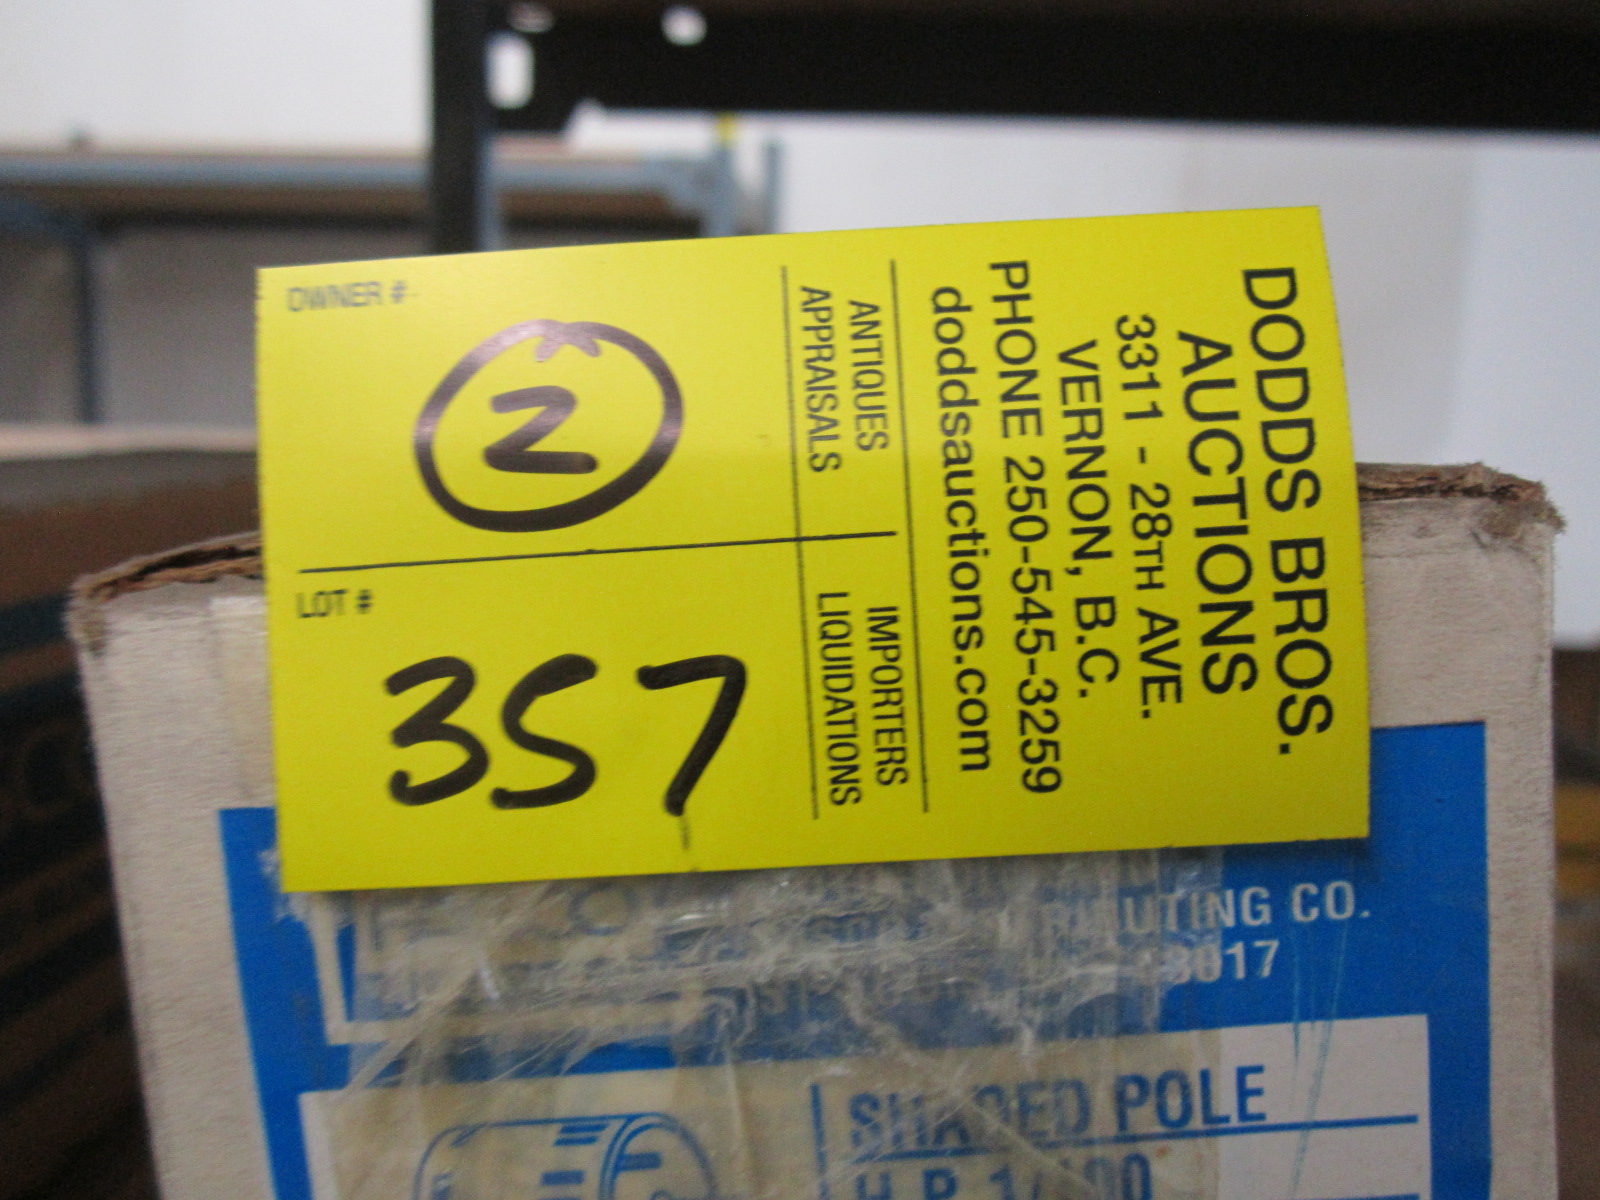 DODDS BROS.
AUCTIONS
3311 - 28TH AVE.
VERNON, B.C.
PHONE 250-545-3259
doddsauctions.com
ANTIQUES
APPRAISALS
IMPORTERS
LIQUIDATIONS
OWNER #
2
LOT #
357
CO.
SHADED POLE
H.P.